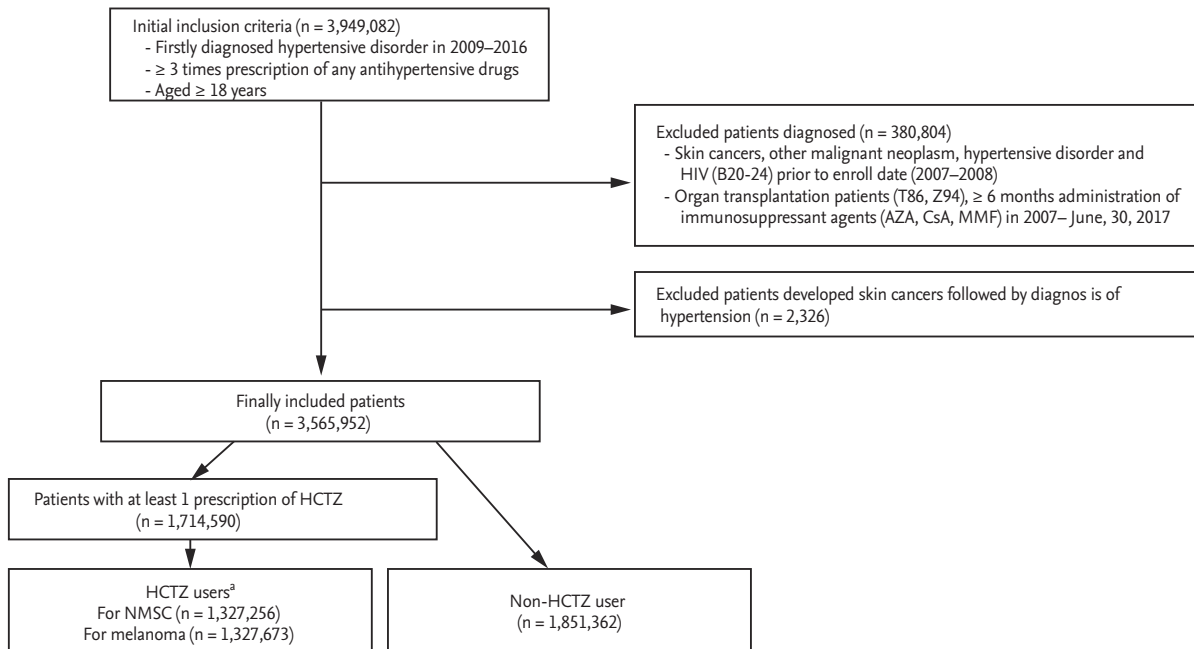 Initial inclusion criteria (n = 3,949,082)
- Firstly diagnosed hypertensive disorder in 2009–2016
- ≥ 3 times prescription of any antihypertensive drugs
- Aged ≥ 18 years
Excluded patients diagnosed (n = 380,804)
- Skin cancers, other malignant neoplasm, hypertensive disorder and
HIV (B20-24) prior to enroll date (2007–2008)
- Organ transplantation patients (T86, Z94), ≥ 6 months administration of
immunosuppressant agents (AZA, CsA, MMF) in 2007– June, 30, 2017
Excluded patients developed skin cancers followed by diagnos is of
hypertension (n = 2,326)
Finally included patients
(n = 3,565,952)
Patients with at least 1 prescription of HCTZ
(n = 1,714,590)
HCTZ usersᵃ
For NMSC (n = 1,327,256)
For melanoma (n = 1,327,673)
Non-HCTZ user
(n = 1,851,362)